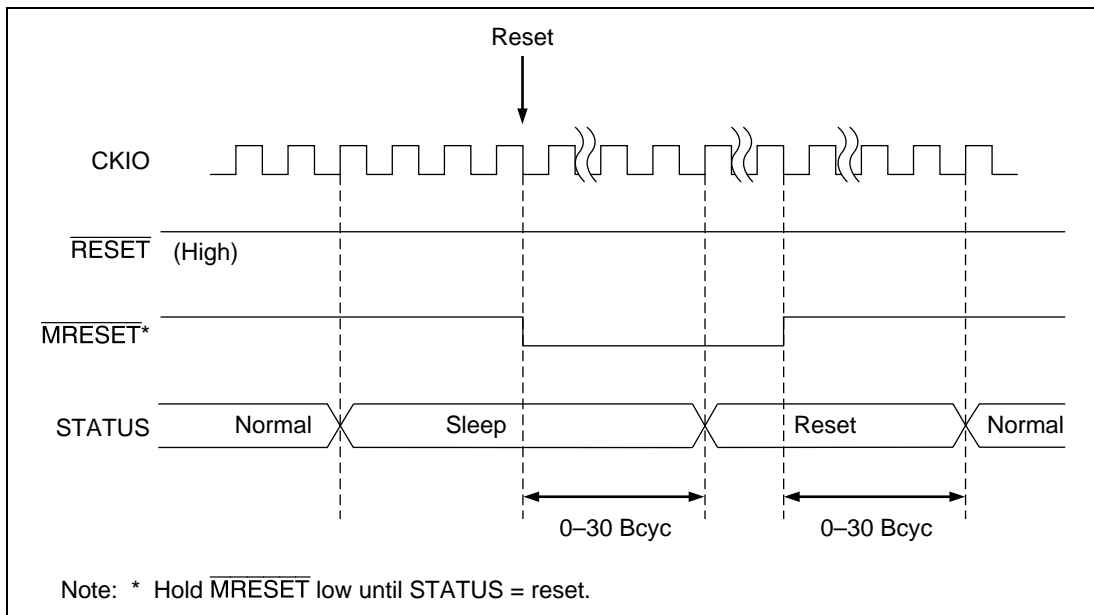 Reset
CKIO
RESET (High)
MRESET*
STATUS Normal Sleep Reset Normal
0–30 Bcyc 0–30 Bcyc
Note: * Hold MRESET low until STATUS = reset.